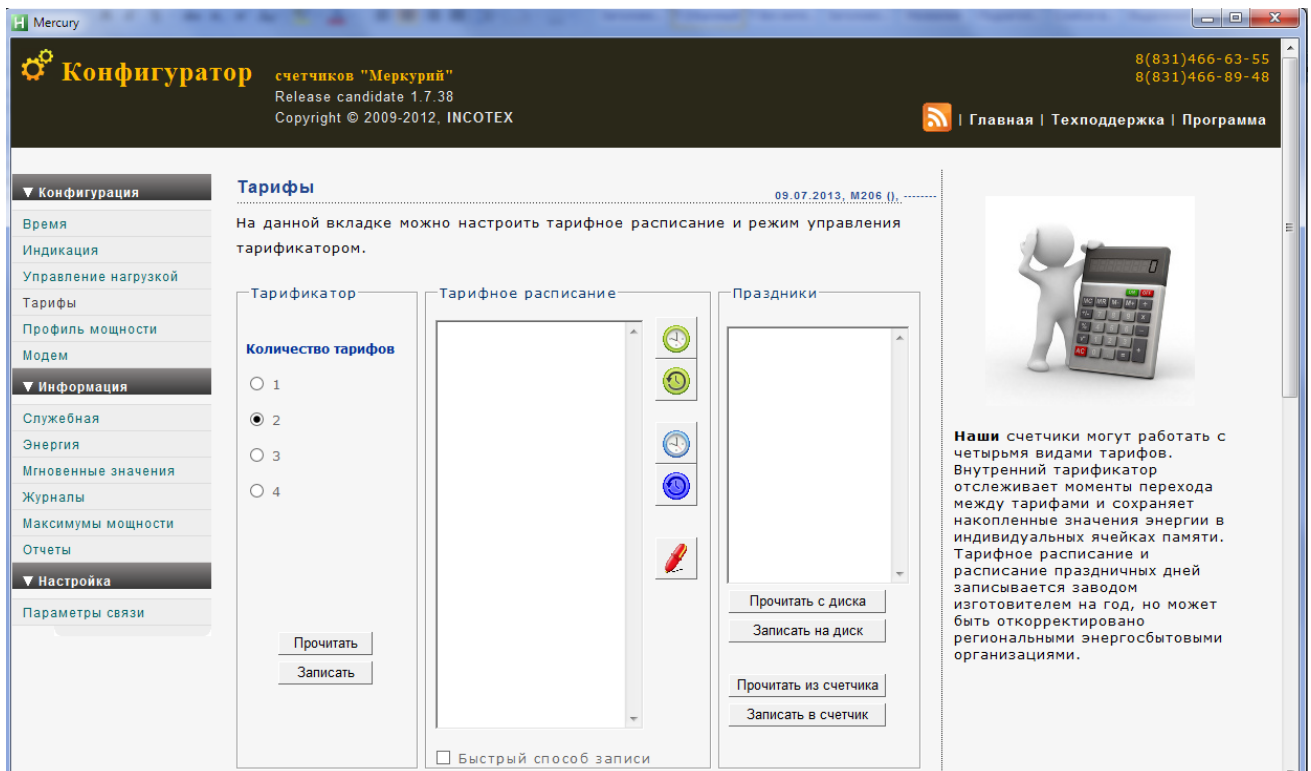 Mercury
Конфигуратор
счетчиков "Меркурий"
Release candidate 1.7.38
Copyright © 2009-2012, INCOTEX
8(831)466-63-55
8(831)466-89-48
| Главная | Техподдержка | Программа
▼ Конфигурация
Время
Индикация
Управление нагрузкой
Тарифы
Профиль мощности
Модем
▼ Информация
Служебная
Энергия
Мгновенные значения
Журналы
Максимумы мощности
Отчеты
▼ Настройка
Параметры связи
Тарифы
09.07.2013, М206 (), -------
На данной вкладке можно настроить тарифное расписание и режим управления
тарификатором.
Тарификатор
Количество тарифов
1
2
3
4
Прочитать
Записать
Тарифное расписание
Быстрый способ записи
Праздники
Прочитать с диска
Записать на диск
Прочитать из счетчика
Записать в счетчик
Наши счетчики могут работать с
четырьмя видами тарифов.
Внутренний тарификатор
отслеживает моменты перехода
между тарифами и сохраняет
накопленные значения энергии в
индивидуальных ячейках памяти.
Тарифное расписание и
расписание праздничных дней
записывается заводом
изготовителем на год, но может
быть откорректировано
региональными энергосбытовыми
организациями.